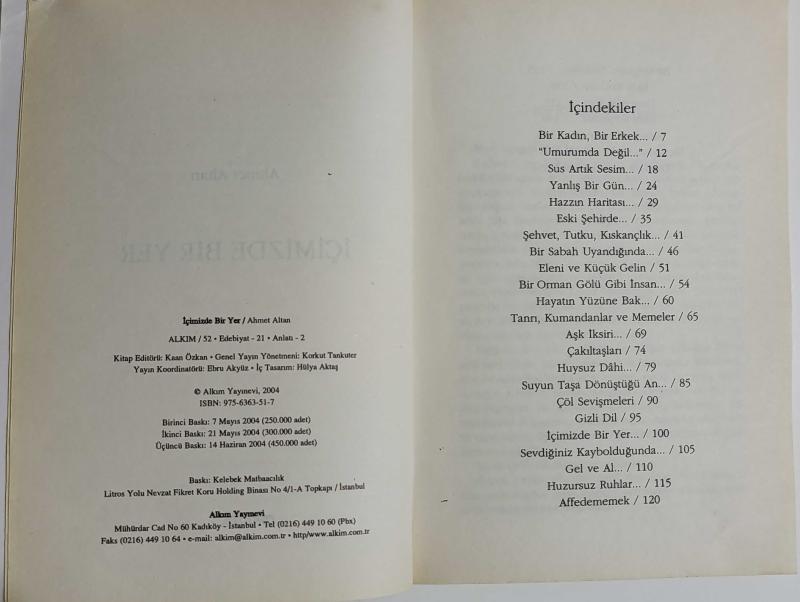 İçimizde Bir Yer / Ahmet Altan
ALKIM / 52 • Edebiyat - 21 • Anlatı - 2
Kitap Editörü: Kaan Özkan • Genel Yayın Yönetmeni: Korkut Tankuter
Yayın Koordinatörü: Ebru Akyüz • İç Tasarım: Hülya Aktaş
© Alkım Yayınevi, 2004
ISBN: 975-6363-51-7
Birinci Baskı: 7 Mayıs 2004 (250.000 adet)
İkinci Baskı: 21 Mayıs 2004 (300.000 adet)
Üçüncü Baskı: 14 Haziran 2004 (450.000 adet)
Baskı: Kelebek Matbaacılık
Litros Yolu Nevzat Fikret Koru Holding Binası No 4/1-A Topkapı / İstanbul
Alkım Yayınevi
Mühürdar Cad No 60 Kadıköy - İstanbul • Tel (0216) 449 10 60 (Pbx)
Faks (0216) 449 10 64 • e-mail: alkim@alkim.com.tr • http/www.alkim.com.tr
İçindekiler
Bir Kadın, Bir Erkek... / 7
"Umurumda Değil..." / 12
Sus Artık Sesim... / 18
Yanlış Bir Gün... / 24
Hazzın Haritası... / 29
Eski Şehirde... / 35
Şehvet, Tutku, Kıskançlık... / 41
Bir Sabah Uyandığında... / 46
Eleni ve Küçük Gelin / 51
Bir Orman Gölü Gibi İnsan... / 54
Hayatın Yüzüne Bak... / 60
Tanrı, Kumandanlar ve Memeler / 65
Aşk İksiri... / 69
Çakıltaşları / 74
Huysuz Dâhi... / 79
Suyun Taşa Dönüştüğü An... / 85
Çöl Sevişmeleri / 90
Gizli Dil / 95
İçimizde Bir Yer... / 100
Sevdiğiniz Kaybolduğunda... / 105
Gel ve Al... / 110
Huzursuz Ruhlar... / 115
Affedememek / 120